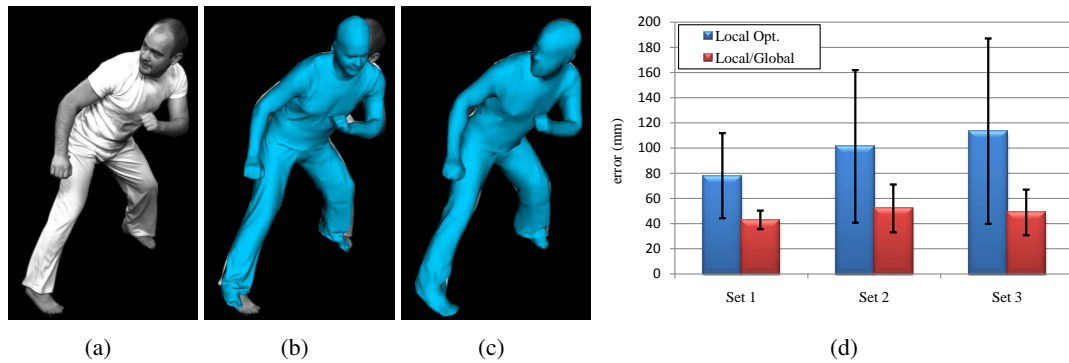 200
180
160
140
120
100
80
60
40
20
0
error (mm)
Local Opt.
Local/Global
Set 1
Set 2
Set 3
(a)
(b)
(c)
(d)